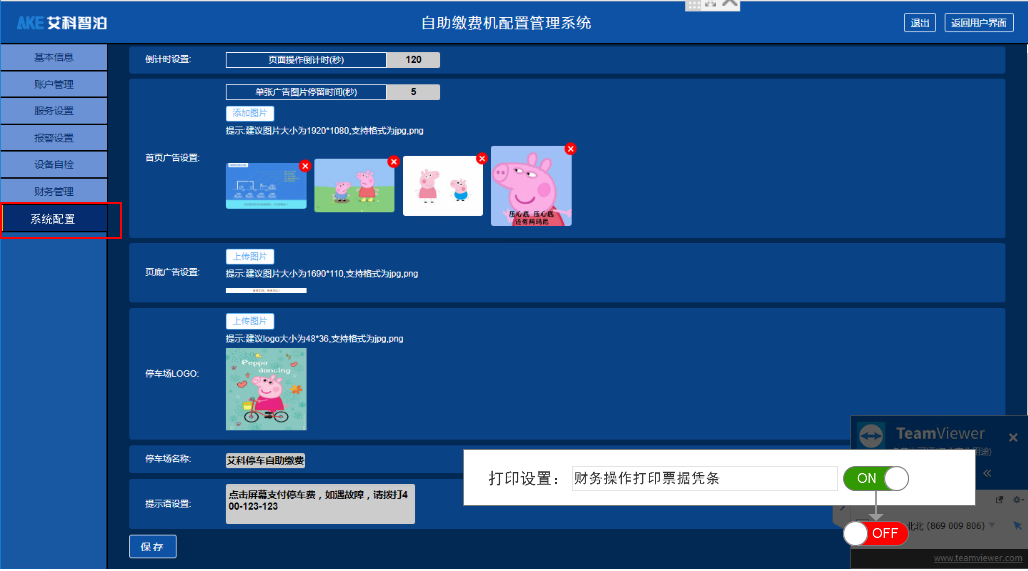 AKE 艾科智泊
自助缴费机配置管理系统
退出
返回用户界面
基本信息
账户管理
服务设置
报警设置
设备自检
财务管理
系统配置
倒计时设置:
页面操作倒计时(秒)
120
首页广告设置:
单张广告图片停留时间(秒)
5
添加图片
提示:建议图片大小为1920*1080,支持格式为jpg,png
压心底 压心底
页底广告设置:
上传图片
提示:建议图片大小为1690*110,支持格式为jpg,png
停车场LOGO:
上传图片
提示:建议logo大小为48*36,支持格式为jpg,png
Peppa
dancing
停车场名称:
艾科停车自助缴费
提示语设置:
点击屏幕支付停车费，如遇故障，请拨打4
00-123-123
保存
TeamViewer
打印设置：
财务操作打印票据凭条
ON
OFF
北北 (869 009 806)
www.teamviewer.com